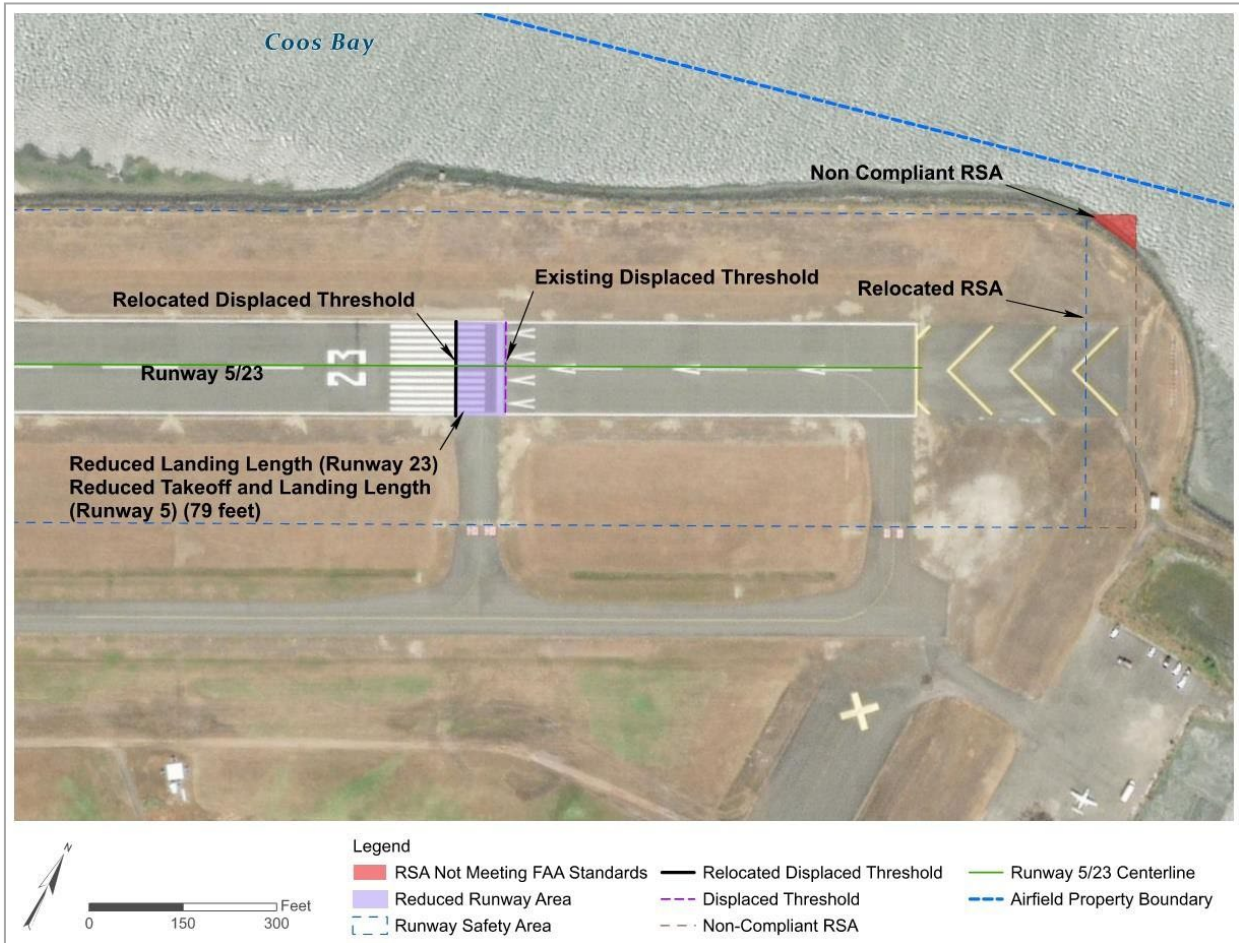 Coos Bay
Non Compliant RSA
Existing Displaced Threshold
Relocated Displaced Threshold
Relocated RSA
Runway 5/23
23
Reduced Landing Length (Runway 23)
Reduced Takeoff and Landing Length
(Runway 5) (79 feet)
N
Feet
0 150 300
Legend
RSA Not Meeting FAA Standards
Reduced Runway Area
Runway Safety Area
Relocated Displaced Threshold
Displaced Threshold
Non-Compliant RSA
Runway 5/23 Centerline
Airfield Property Boundary